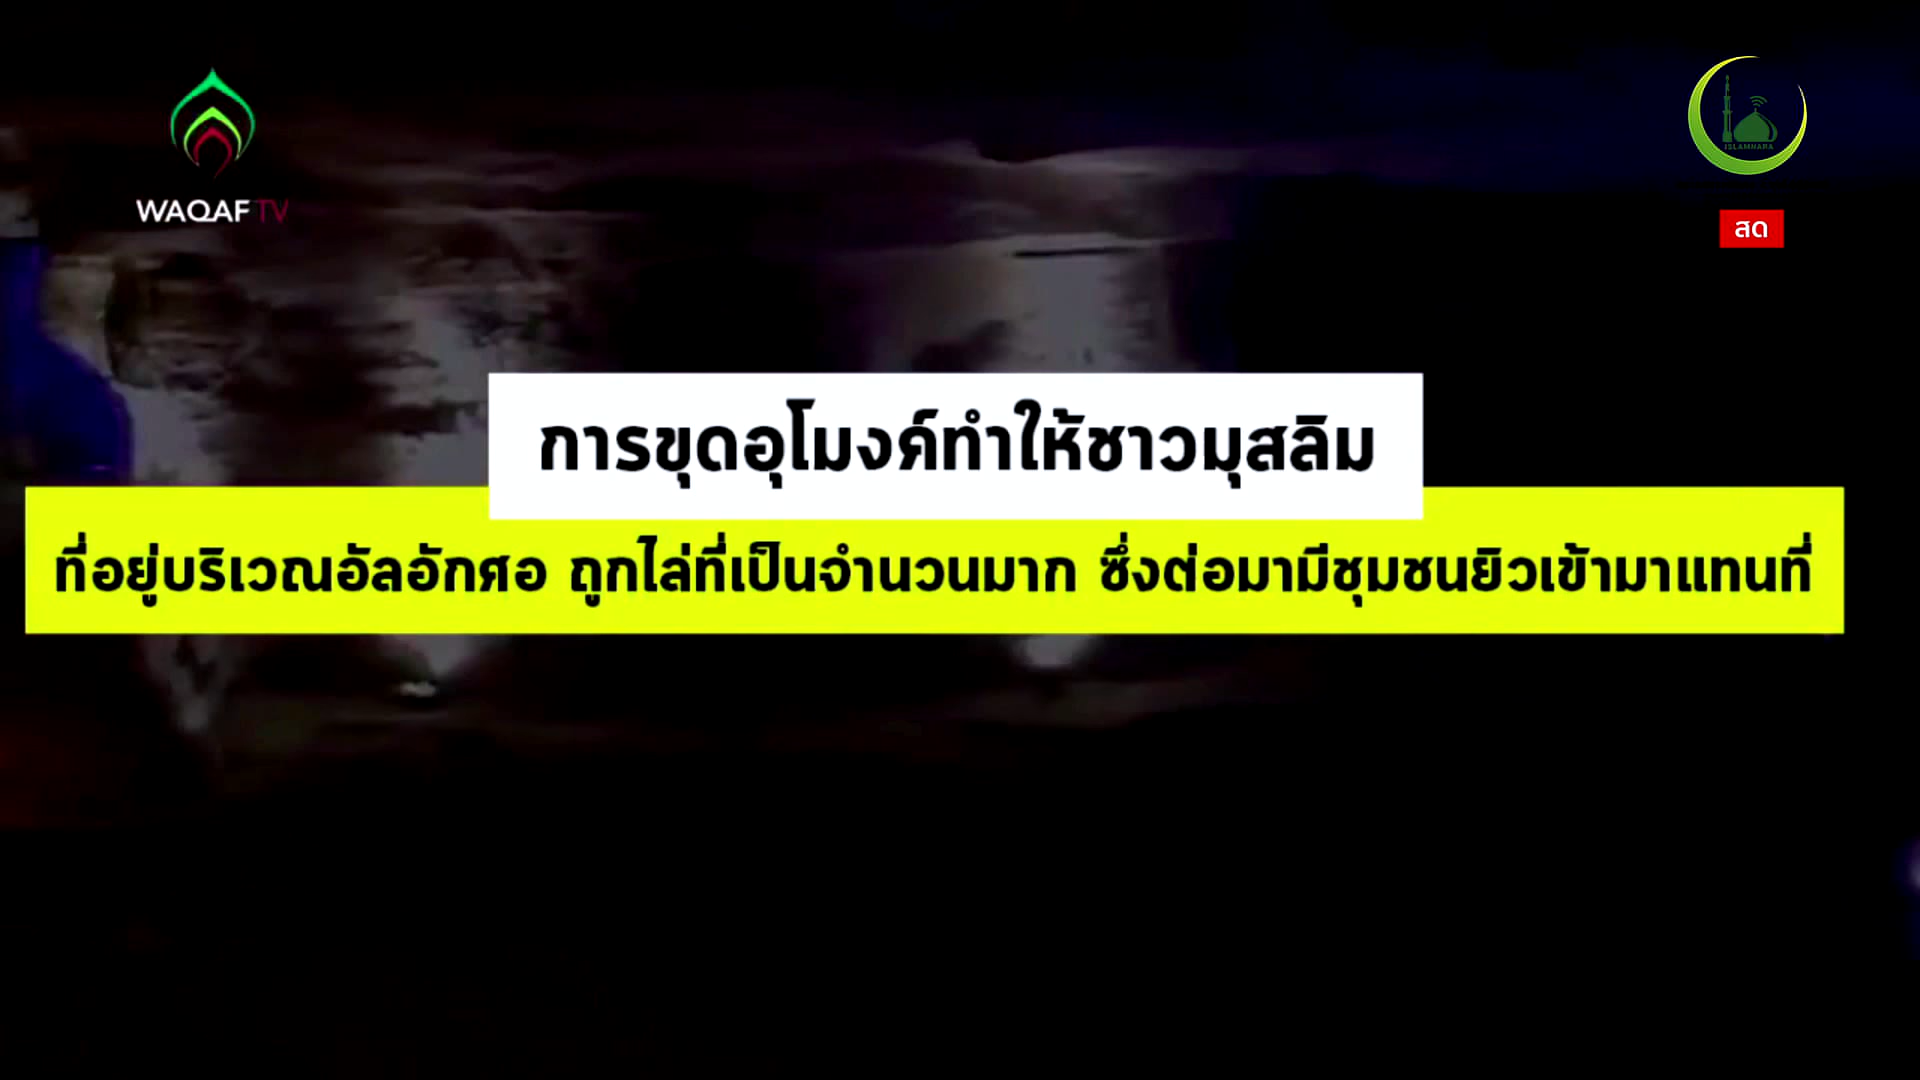 WAQAF TV
ISLAMHARA
สด
การขุดอุโมงค์ทำให้ชาวมุสลิม
ที่อยู่บริเวณอัลอักศอ ถูกไล่ที่เป็นจำนวนมาก ซึ่งต่อมามีชุมชนยิวเข้ามาแทนที่